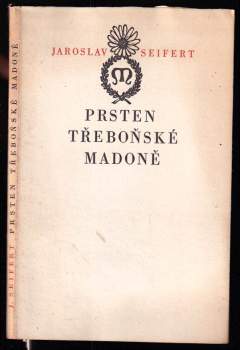 JAROSLAV SEIFERT
M
PRSTEN
TŘEBOŇSKÉ
MADONĚ
J. SEIFERT PRSTEN TŘEBOŇSKÉ MADONĚ